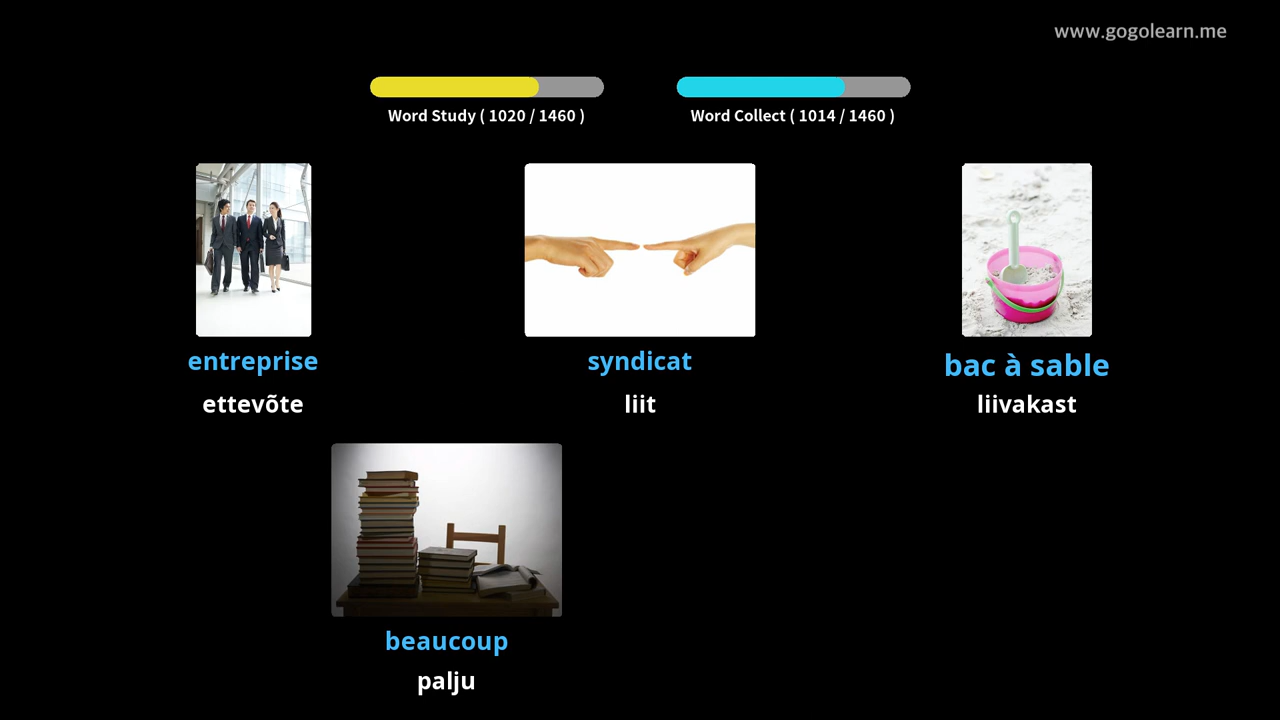 www.gogolearn.me
Word Study ( 1020 / 1460 )
Word Collect ( 1014 / 1460 )
entreprise
ettevõte
syndicat
liit
bac à sable
liivakast
beaucoup
palju